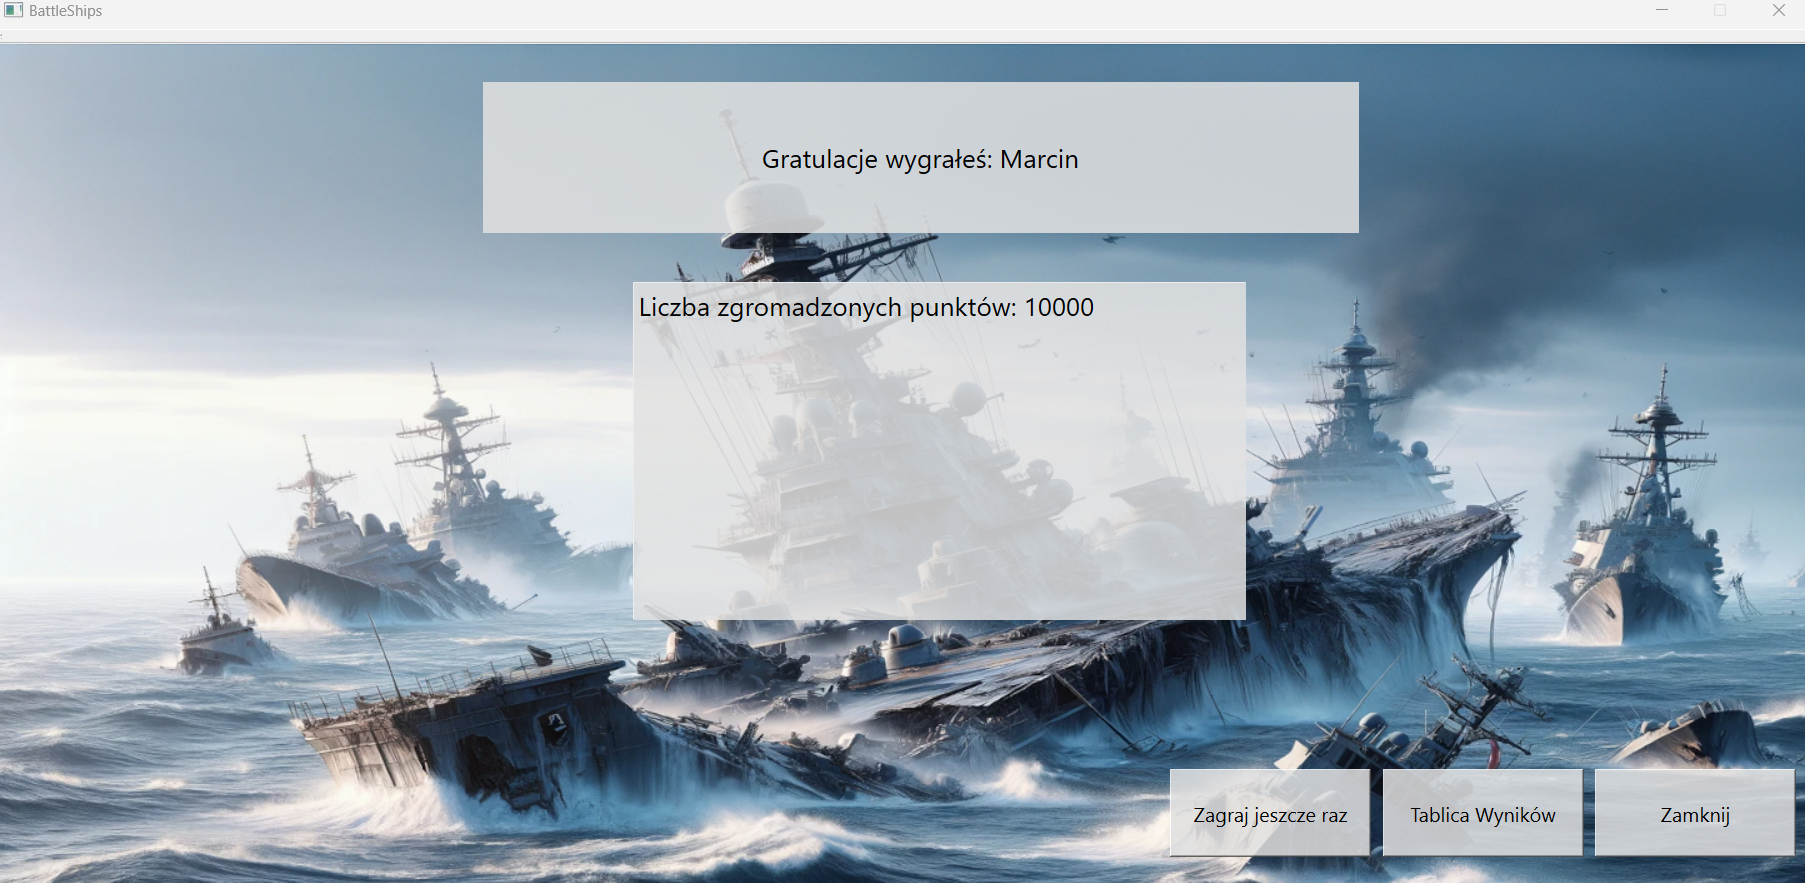 BattleShips
Gratulacje wygrałeś: Marcin
Liczba zgromadzonych punktów: 10000
Zagraj jeszcze raz
Tablica Wyników
Zamknij